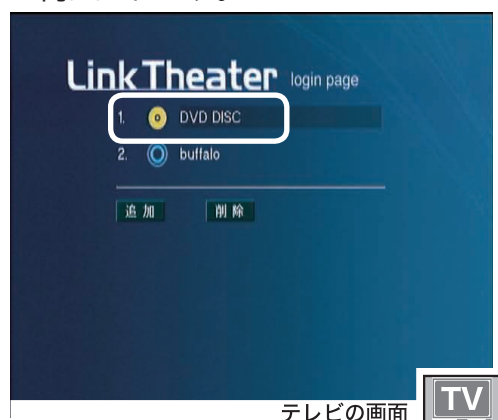 LinkTheater login page
1. DVD DISC
2. buffalo
追加 削除
テレビの画面 TV